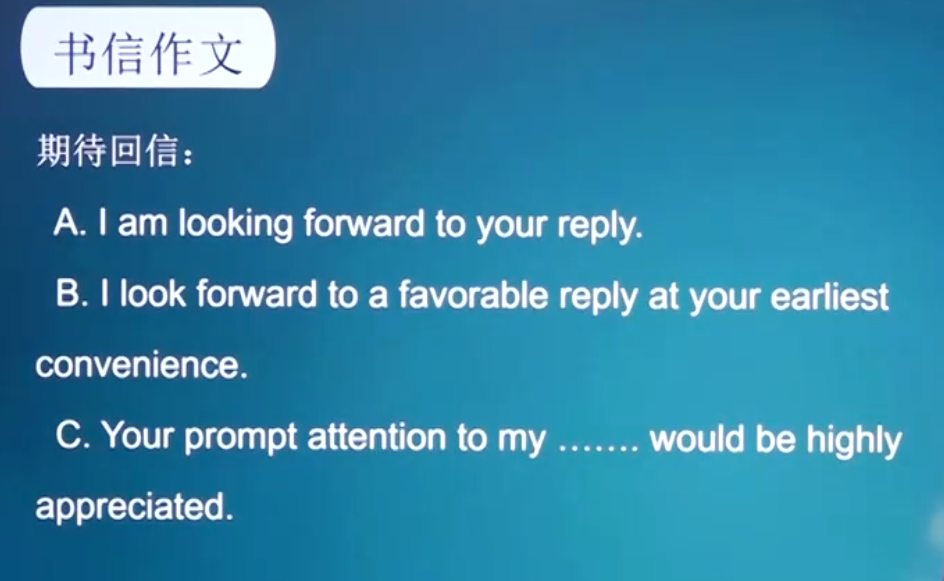 书信作文
期待回信：
A. I am looking forward to your reply.
B. I look forward to a favorable reply at your earliest
convenience.
C. Your prompt attention to my ....... would be highly
appreciated.